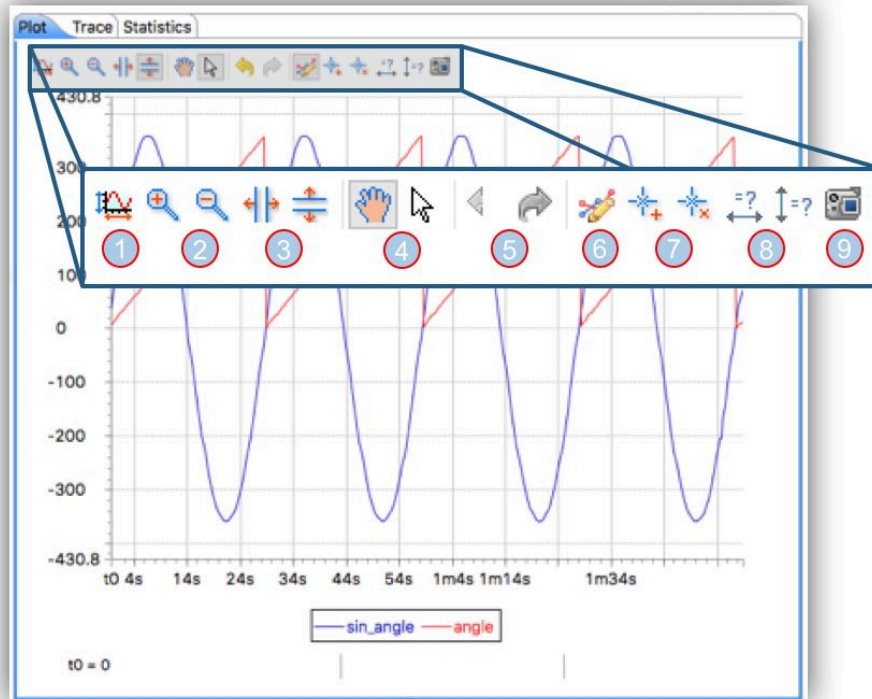 Plot Trace Statistics
=? =?
430.8
300
=? =?
200
1 2 3 4 5 6 7 8 9
100
0
-100
-200
-300
-430.8
t0 4s 14s 24s 34s 44s 54s 1m4s 1m14s 1m34s
sin_angle angle
t0 = 0